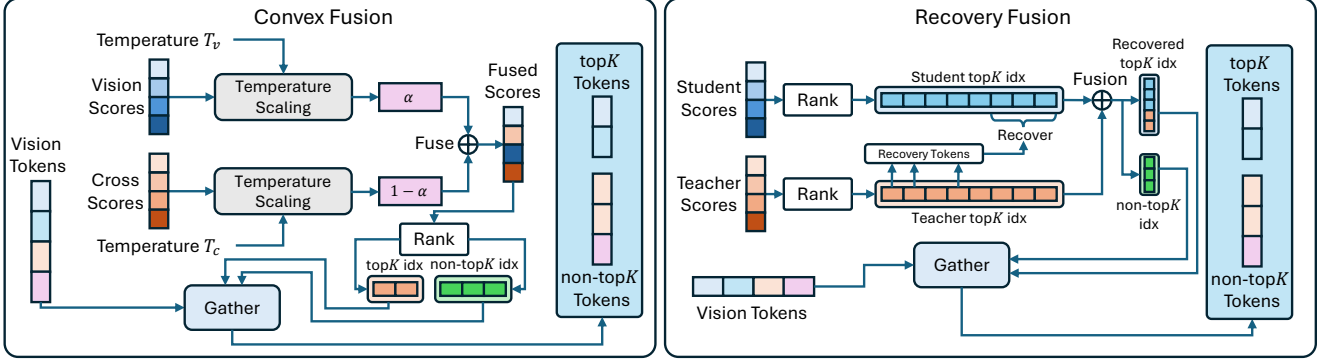 Convex Fusion
Temperature T_v
Vision
Scores
Temperature
Scaling
α
Fused
Scores
Fuse
Vision
Tokens
Cross
Scores
Temperature
Scaling
1 − α
Temperature T_c
Rank
topK idx
non-topK idx
Gather
topK
Tokens
non-topK
Tokens
Recovery Fusion
Student
Scores
Rank
Student topK idx
Fusion
Recovered
topK idx
Recover
Recovery Tokens
Teacher
Scores
Rank
Teacher topK idx
non-topK
idx
Gather
Vision Tokens
topK
Tokens
non-topK
Tokens